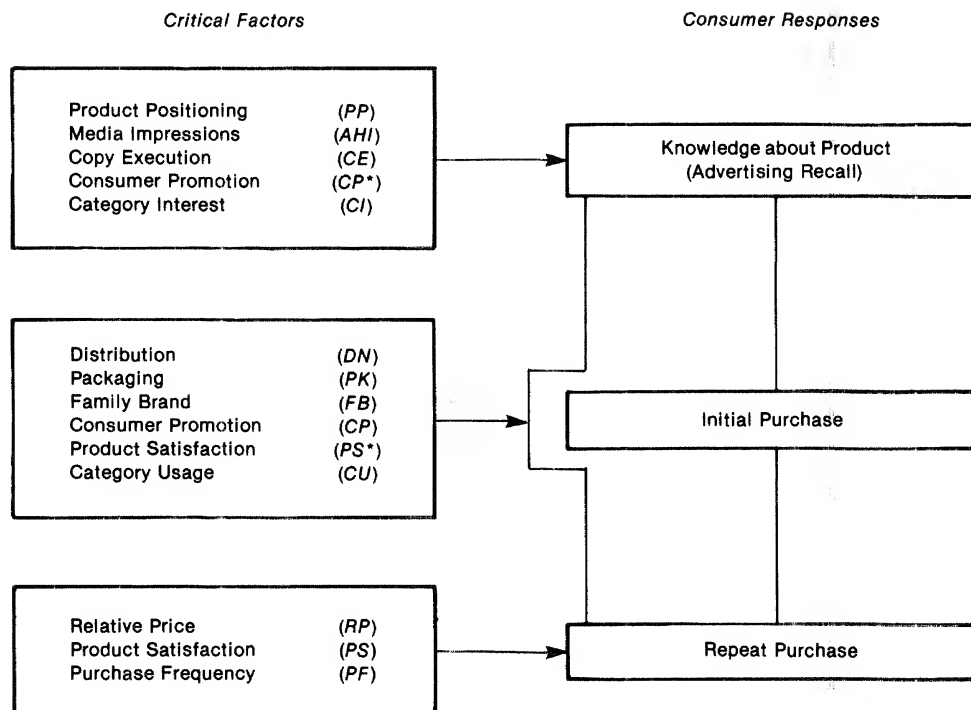 Critical Factors
Consumer Responses
Product Positioning (PP)
Media Impressions (AHI)
Copy Execution (CE)
Consumer Promotion (CP*)
Category Interest (CI)
Knowledge about Product
(Advertising Recall)
Distribution (DN)
Packaging (PK)
Family Brand (FB)
Consumer Promotion (CP)
Product Satisfaction (PS*)
Category Usage (CU)
Initial Purchase
Relative Price (RP)
Product Satisfaction (PS)
Purchase Frequency (PF)
Repeat Purchase